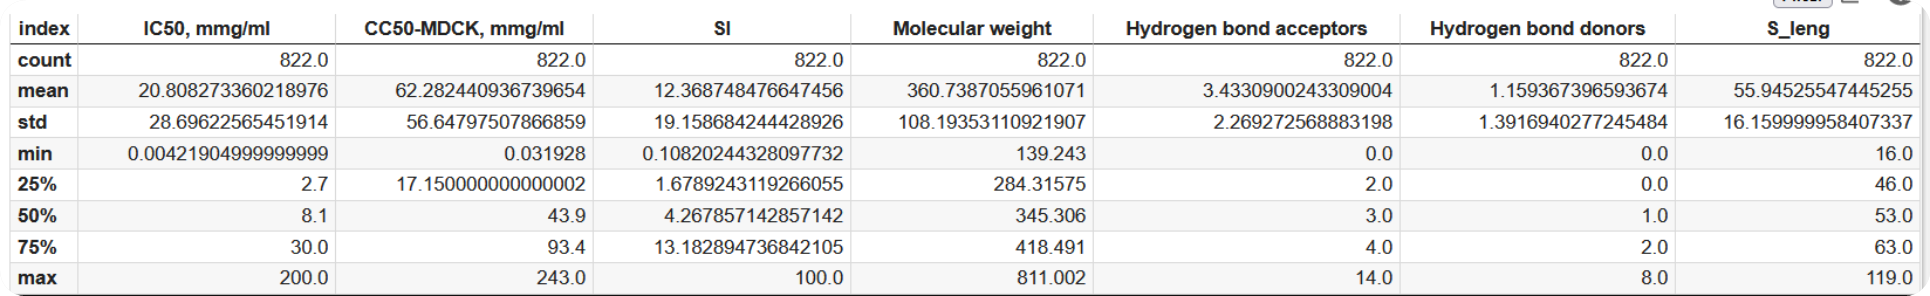 index IC50, mmg/ml CC50-MDCK, mmg/ml SI Molecular weight Hydrogen bond acceptors Hydrogen bond donors S_leng
count 822.0 822.0 822.0 822.0 822.0 822.0 822.0
mean 20.808273360218976 62.282440936739654 12.368748476647456 360.7387055961071 3.4330900243309004 1.159367396593674 55.94525547445255
std 28.69622565451914 56.64797507866859 19.158684244428926 108.19353110921907 2.269272568883198 1.3916940277245484 16.159999958407337
min 0.00421904999999999 0.031928 0.10820244328097732 139.243 0.0 0.0 16.0
25% 2.7 17.150000000000002 1.6789243119266055 284.31575 2.0 0.0 46.0
50% 8.1 43.9 4.267857142857142 345.306 3.0 1.0 53.0
75% 30.0 93.4 13.182894736842105 418.491 4.0 2.0 63.0
max 200.0 243.0 100.0 811.002 14.0 8.0 119.0